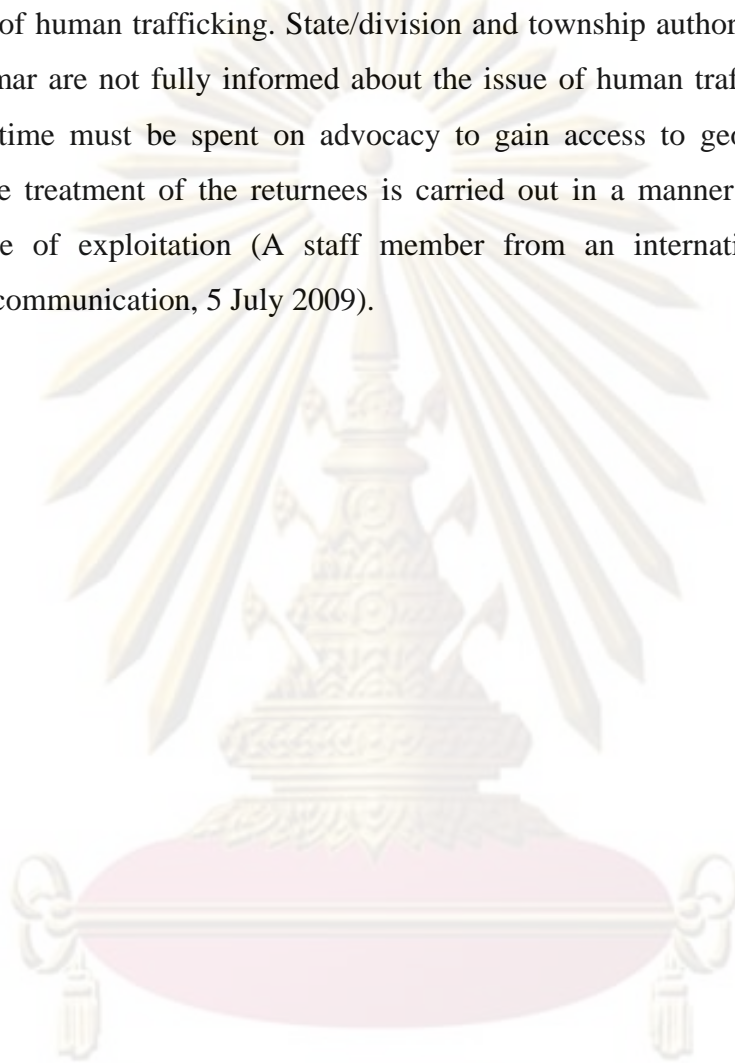 of human trafficking. State/division and township author
mar are not fully informed about the issue of human traf
time must be spent on advocacy to gain access to geo
e treatment of the returnees is carried out in a manner
e of exploitation (A staff member from an internati
communication, 5 July 2009).